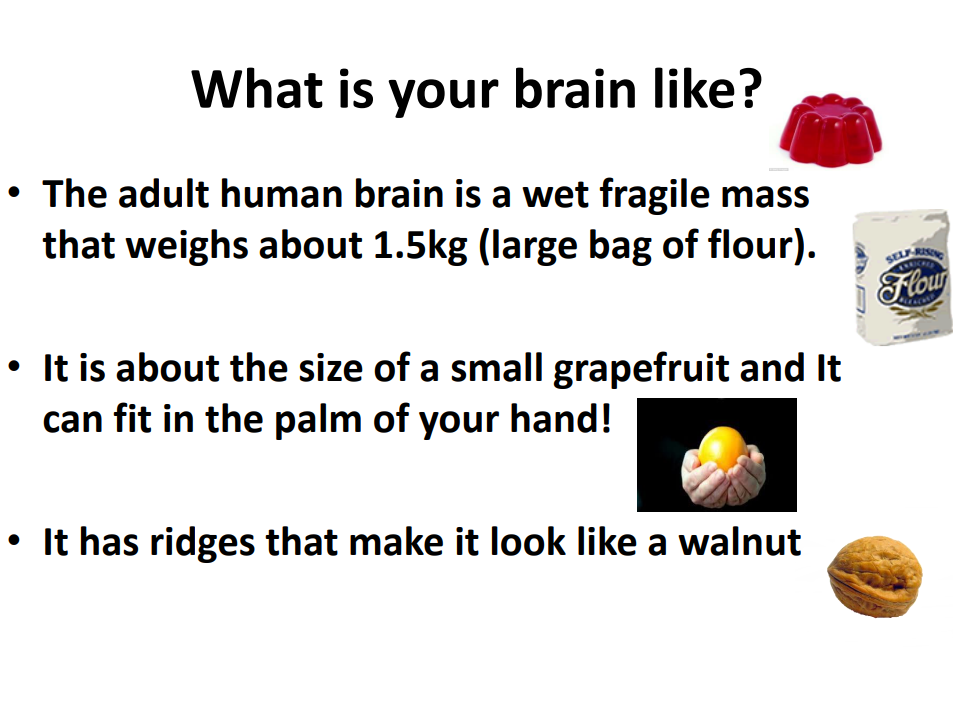 What is your brain like?
• The adult human brain is a wet fragile mass
that weighs about 1.5kg (large bag of flour).
SELF-RISING
ENRICHED
Flour
BLEACHED
• It is about the size of a small grapefruit and It
can fit in the palm of your hand!
• It has ridges that make it look like a walnut